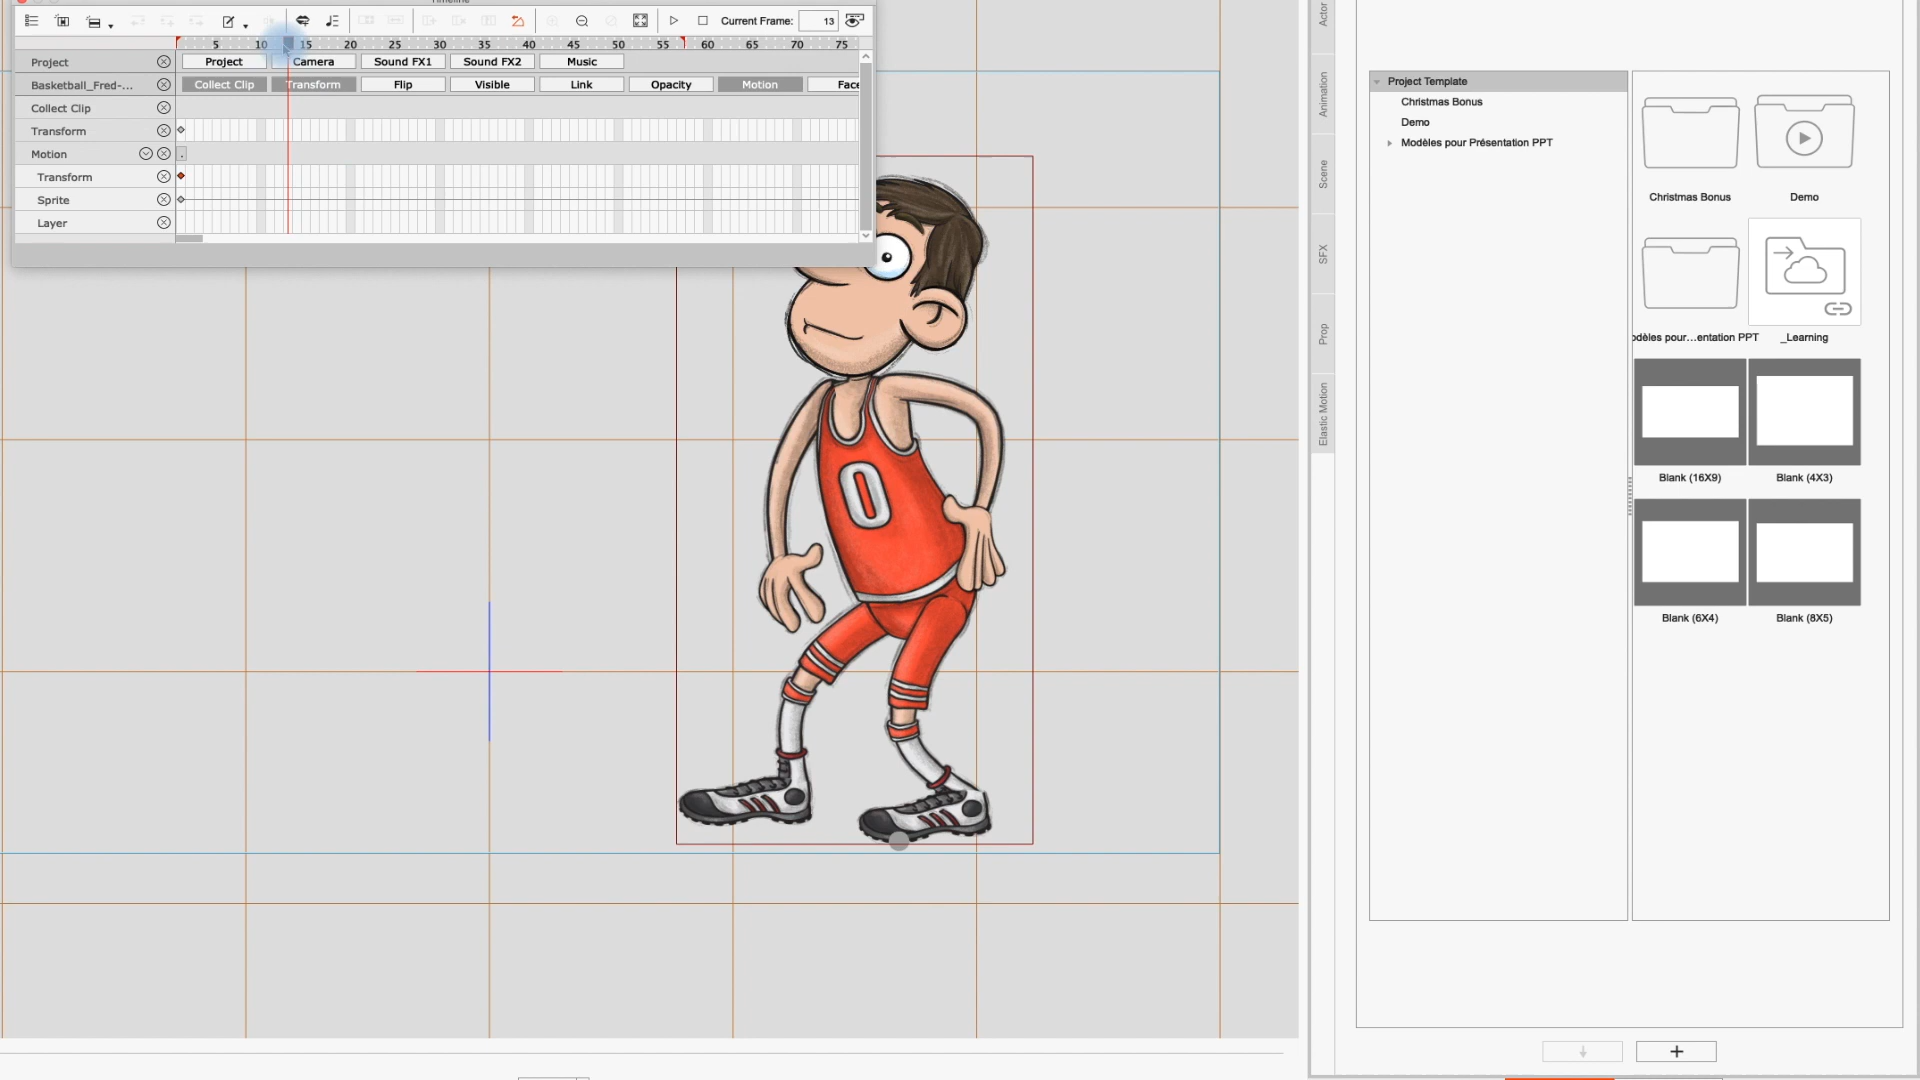 Timeline
Current Frame: 13
5 10 15 20 25 30 35 40 45 50 55 60 65 70 75
Project Project Camera Sound FX1 Sound FX2 Music
Basketball_Fred-... Collect Clip Transform Flip Visible Link Opacity Motion Face
Collect Clip
Transform
Motion
Transform
Sprite
Layer
0
Actor
Animation
Scene
SFX
Prop
Elastic Motion
Project Template
Christmas Bonus
Demo
Modèles pour Présentation PPT
Christmas Bonus Demo
odèles pour...entation PPT _Learning
Blank (16X9) Blank (4X3)
Blank (6X4) Blank (8X5)